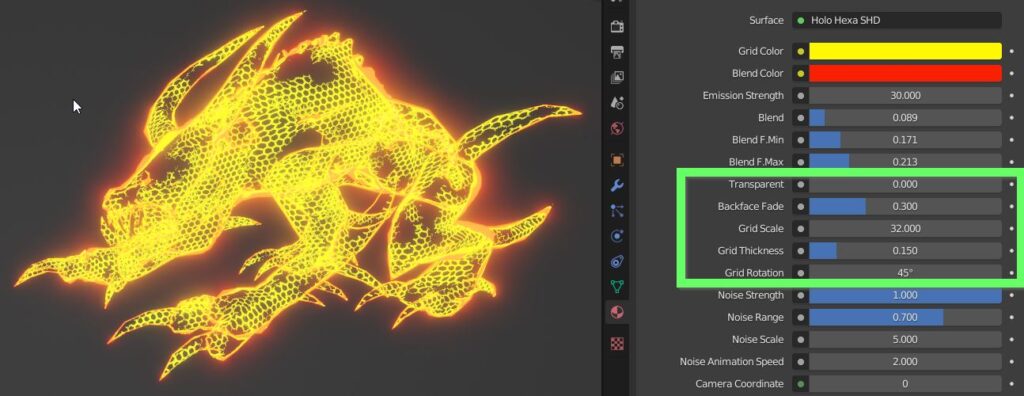 Surface Holo Hexa SHD
Grid Color
Blend Color
Emission Strength 30.000
Blend 0.089
Blend F.Min 0.171
Blend F.Max 0.213
Transparent 0.000
Backface Fade 0.300
Grid Scale 32.000
Grid Thickness 0.150
Grid Rotation 45°
Noise Strength 1.000
Noise Range 0.700
Noise Scale 5.000
Noise Animation Speed 2.000
Camera Coordinate 0